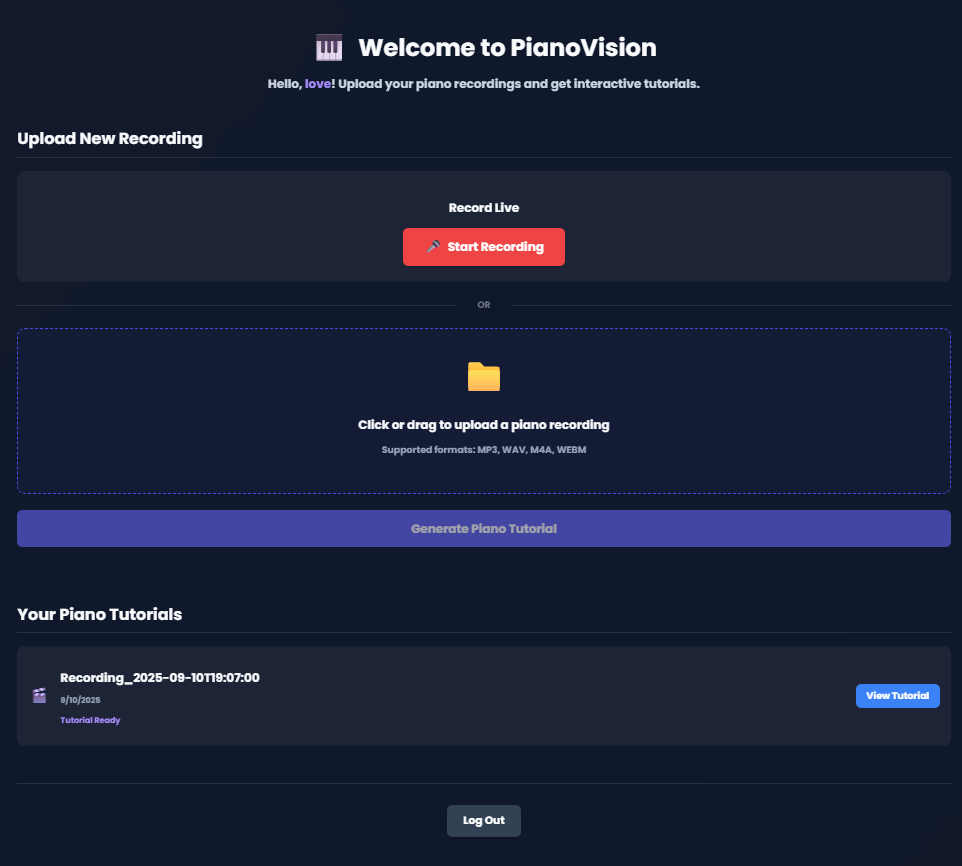 Welcome to PianoVision
Hello, love! Upload your piano recordings and get interactive tutorials.
Upload New Recording
Record Live
Start Recording
OR
Click or drag to upload a piano recording
Supported formats: MP3, WAV, M4A, WEBM
Generate Piano Tutorial
Your Piano Tutorials
Recording_2025-09-10T19:07:00
9/10/2025
Tutorial Ready
View Tutorial
Log Out